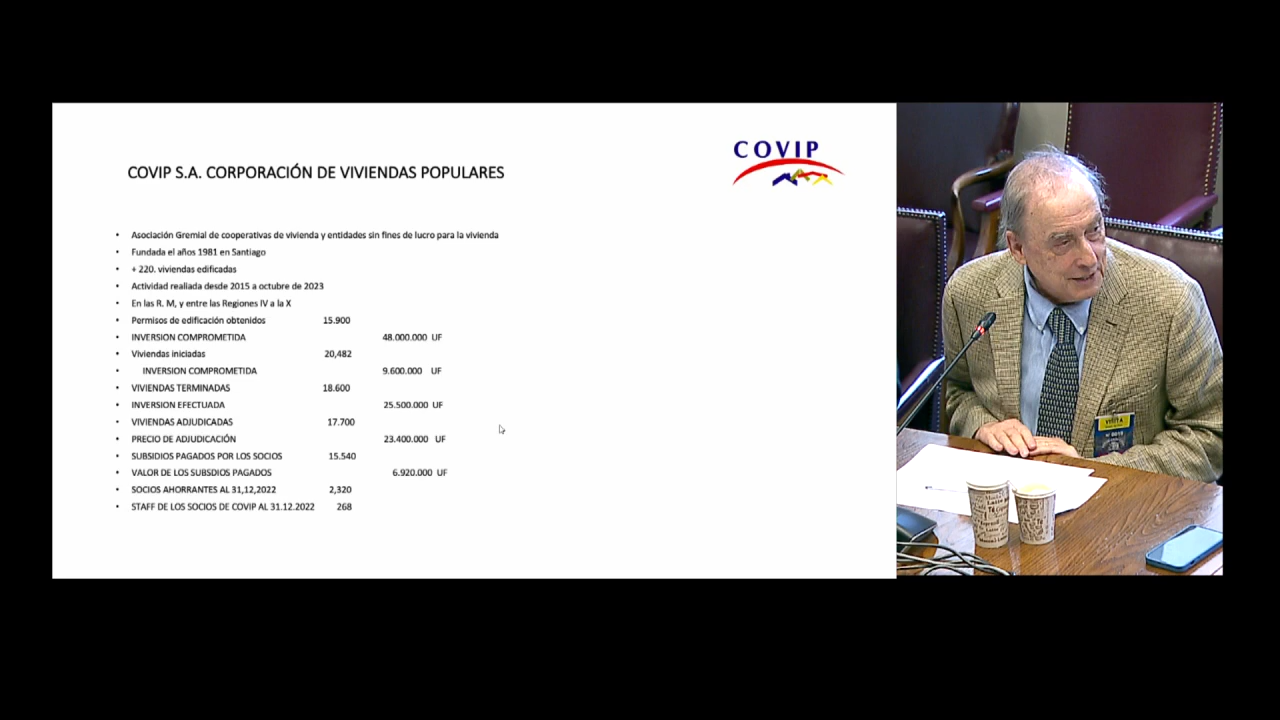 COVIP S.A. CORPORACIÓN DE VIVIENDAS POPULARES
COVIP
• Asociación Gremial de cooperativas de vivienda y entidades sin fines de lucro para la vivienda
• Fundada el años 1981 en Santiago
• + 220. viviendas edificadas
• Actividad realiada desde 2015 a octubre de 2023
• En las R. M, y entre las Regiones IV a la X
• Permisos de edificación obtenidos 15.900
• INVERSION COMPROMETIDA 48.000.000 UF
• Viviendas iniciadas 20,482
• INVERSION COMPROMETIDA 9.600.000 UF
• VIVIENDAS TERMINADAS 18.600
• INVERSION EFECTUADA 25.500.000 UF
• VIVIENDAS ADJUDICADAS 17.700
• PRECIO DE ADJUDICACIÓN 23.400.000 UF
• SUBSIDIOS PAGADOS POR LOS SOCIOS 15.540
• VALOR DE LOS SUBSDIOS PAGADOS 6.920.000 UF
• SOCIOS AHORRANTES AL 31,12,2022 2,320
• STAFF DE LOS SOCIOS DE COVIP AL 31.12.2022 268
VISITA